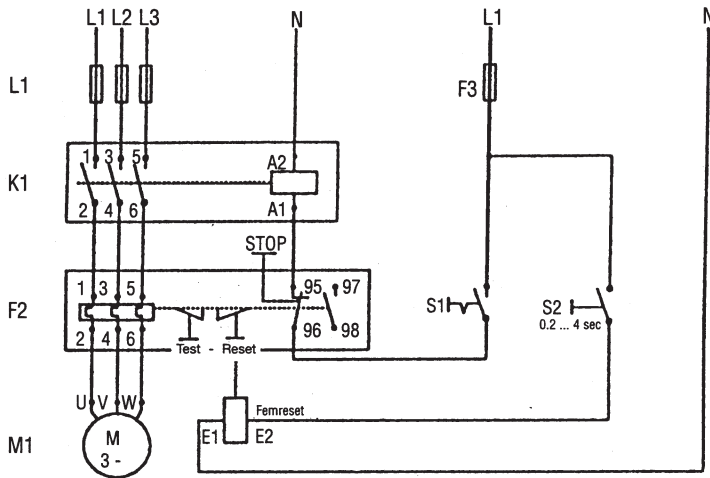 L1 L2 L3 N L1 N
L1
F3
1 3 5
A2
K1
2 4 6
A1
STOP
1 3 5
95 97
F2
S1
S2
0.2 ... 4 sec
2 4 6
96 98
Test - Reset
U V W
Femreset
E1 E2
M1
M
3 -